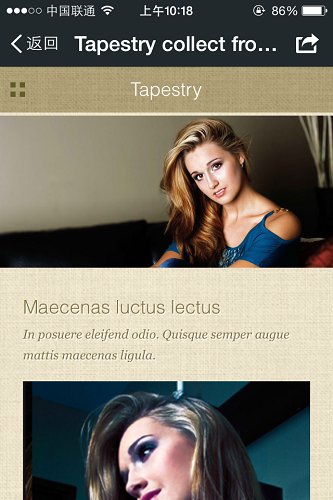 中国联通 上午10:18 86%
返回 Tapestry collect fro...
Tapestry
Maecenas luctus lectus
In posuere eleifend odio. Quisque semper augue
mattis maecenas ligula.